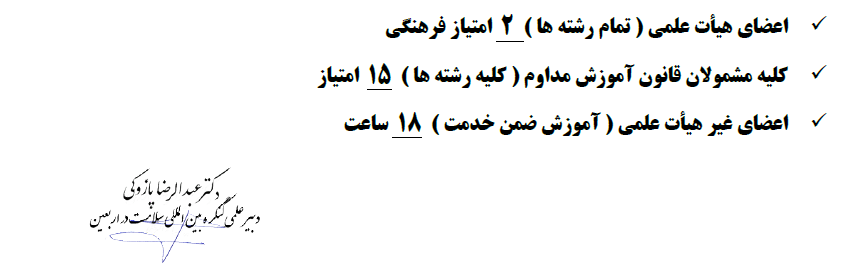 ✓ اعضای هیأت علمی ( تمام رشته ها ) ۲ امتیاز فرهنگی
✓ کلیه مشمولان قانون آموزش مداوم ( کلیه رشته ها ) ۱۵ امتیاز
✓ اعضای غیر هیأت علمی ( آموزش ضمن خدمت ) ۱۸ ساعت
دکتر عبدالرضا پازوکی
دبیر علمی کنگره بین المللی سلامت در اربعین